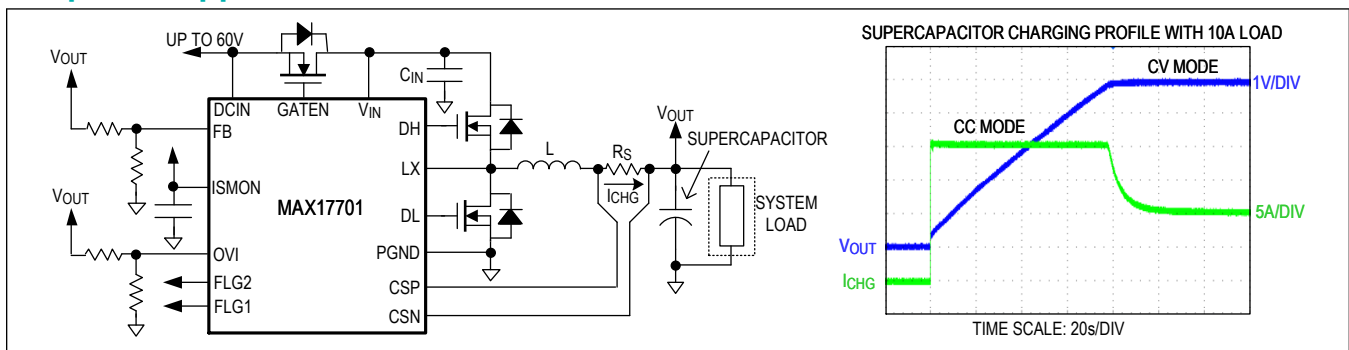 UP TO 60V
VOUT
CIN
DCIN
GATEN
VIN
FB
DH
VOUT
SUPERCAPACITOR
LX
L
RS
ISMON
ICHG
VOUT
MAX17701
DL
SYSTEM
LOAD
PGND
OVI
CSP
FLG2
FLG1
CSN
SUPERCAPACITOR CHARGING PROFILE WITH 10A LOAD
CV MODE
1V/DIV
CC MODE
5A/DIV
VOUT
ICHG
TIME SCALE: 20s/DIV